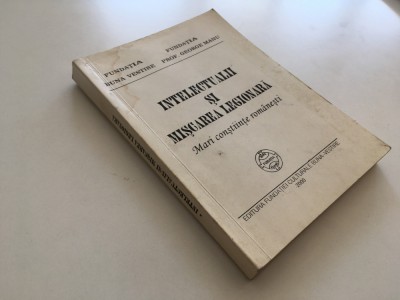 FUNDAȚIA
BUNA VESTIRE
FUNDAȚIA
PROF. GEORGE MANU
INTELECTUALII
ȘI
MIȘCAREA LEGIONARĂ
Mari conștiințe românești
EDITURA FUNDAȚIEI CULTURALE BUNA VESTIRE
2000